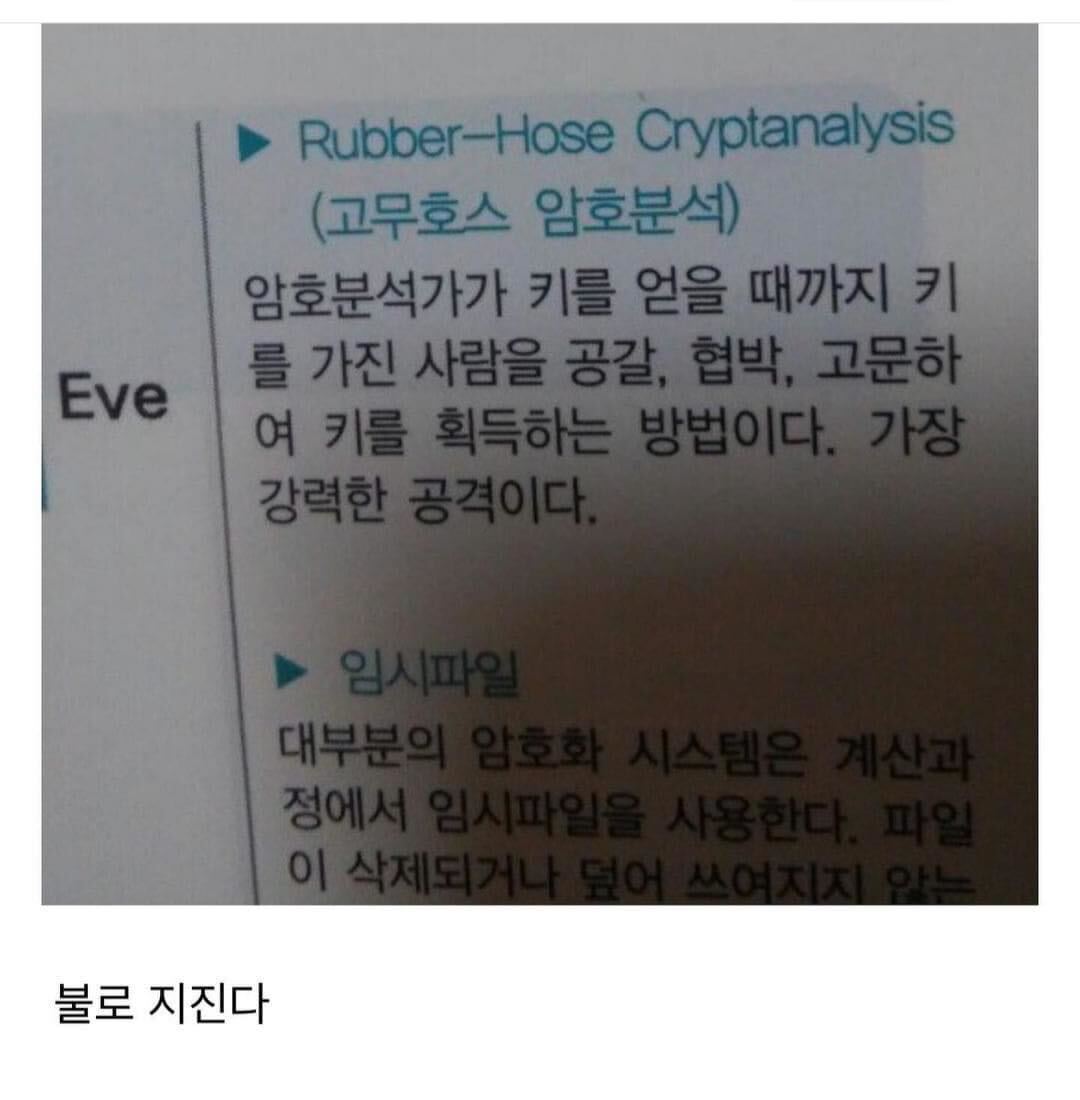 ▶ Rubber-Hose Cryptanalysis
(고무호스 암호분석)
암호분석가가 키를 얻을 때까지 키
를 가진 사람을 공갈, 협박, 고문하
여 키를 획득하는 방법이다. 가장
강력한 공격이다.
Eve
▶ 임시파일
대부분의 암호화 시스템은 계산과
정에서 임시파일을 사용한다. 파일
이 삭제되거나 덮어 쓰여지지 않는
불로 지진다